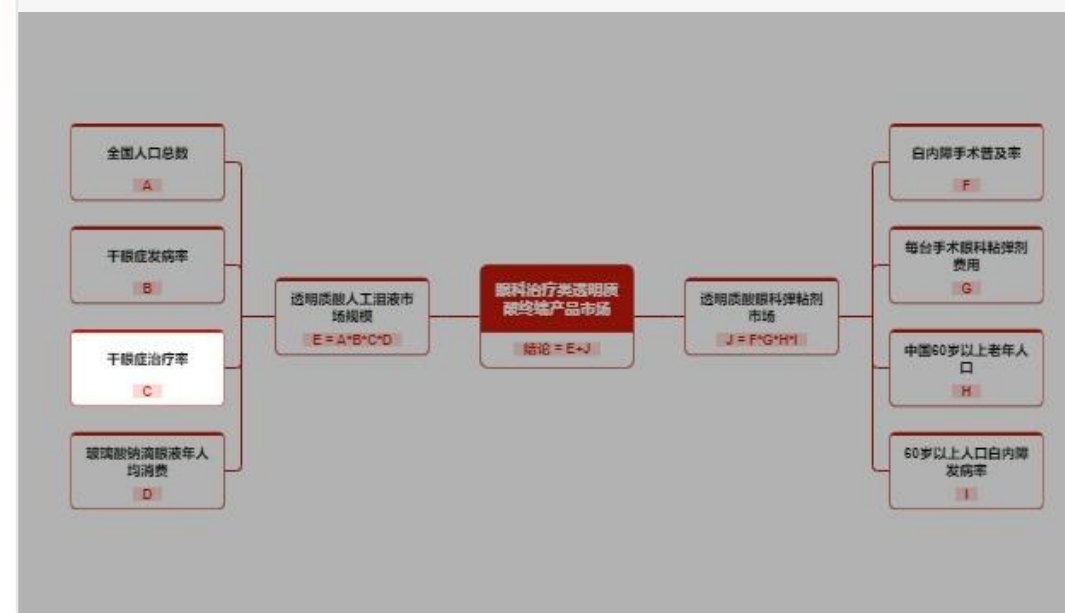 全国人口总数
A
干眼症发病率
B
干眼症治疗率
C
玻璃酸钠滴眼液年人
均消费
D
透明质酸人工泪液市
场规模
E = A*B*C*D
眼科治疗类透明质
酸终端产品市场
结论 = E+J
透明质酸眼科弹粘剂
市场
J = F*G*H*I
白内障手术普及率
F
每台手术眼科粘弹剂
费用
G
中国60岁以上老年人
口
H
60岁以上人口白内障
发病率
I